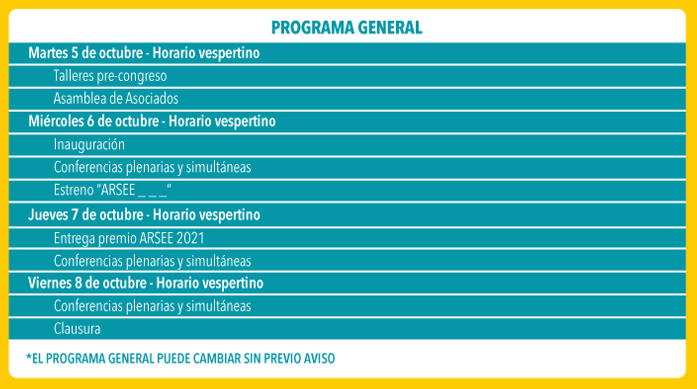 PROGRAMA GENERAL
Martes 5 de octubre - Horario vespertino
Talleres pre-congreso
Asamblea de Asociados
Miércoles 6 de octubre - Horario vespertino
Inauguración
Conferencias plenarias y simultáneas
Estreno "ARSEE _ _ _"
Jueves 7 de octubre - Horario vespertino
Entrega premio ARSEE 2021
Conferencias plenarias y simultáneas
Viernes 8 de octubre - Horario vespertino
Conferencias plenarias y simultáneas
Clausura
*EL PROGRAMA GENERAL PUEDE CAMBIAR SIN PREVIO AVISO